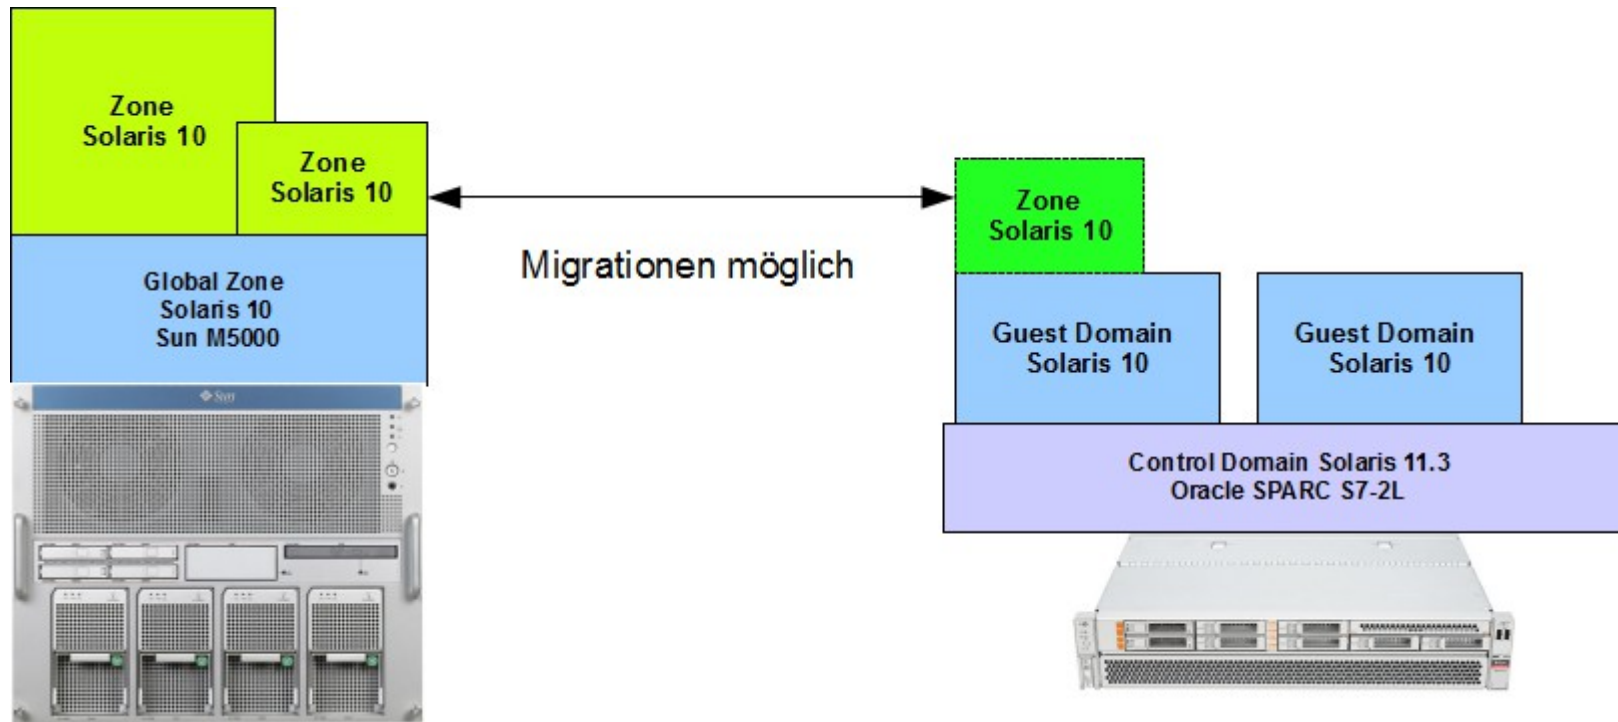 Zone
Solaris 10
Zone
Solaris 10
Global Zone
Solaris 10
Sun M5000
Sun
Migrationen möglich
Zone
Solaris 10
Guest Domain
Solaris 10
Guest Domain
Solaris 10
Control Domain Solaris 11.3
Oracle SPARC S7-2L